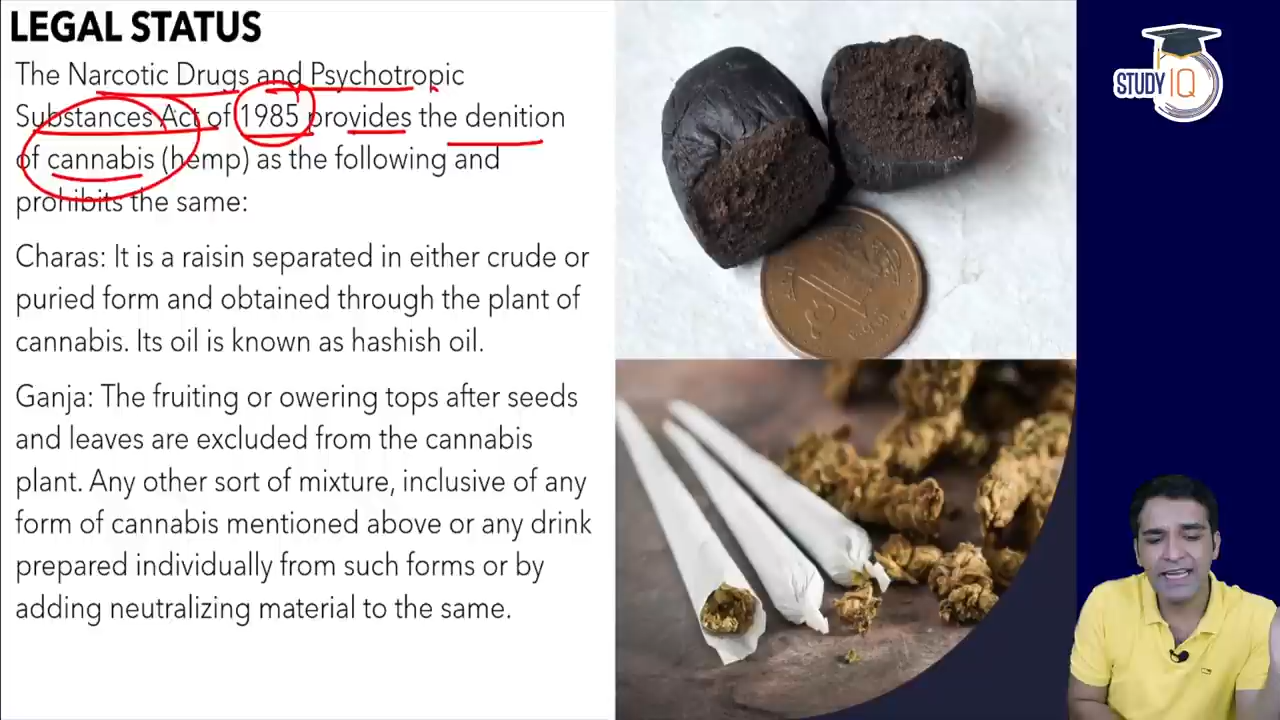 LEGAL STATUS
The Narcotic Drugs and Psychotropic
Substances Act of 1985 provides the denition
of cannabis (hemp) as the following and
prohibits the same:
Charas: It is a raisin separated in either crude or
puried form and obtained through the plant of
cannabis. Its oil is known as hashish oil.
Ganja: The fruiting or owering tops after seeds
and leaves are excluded from the cannabis
plant. Any other sort of mixture, inclusive of any
form of cannabis mentioned above or any drink
prepared individually from such forms or by
adding neutralizing material to the same.
STUDY IQ